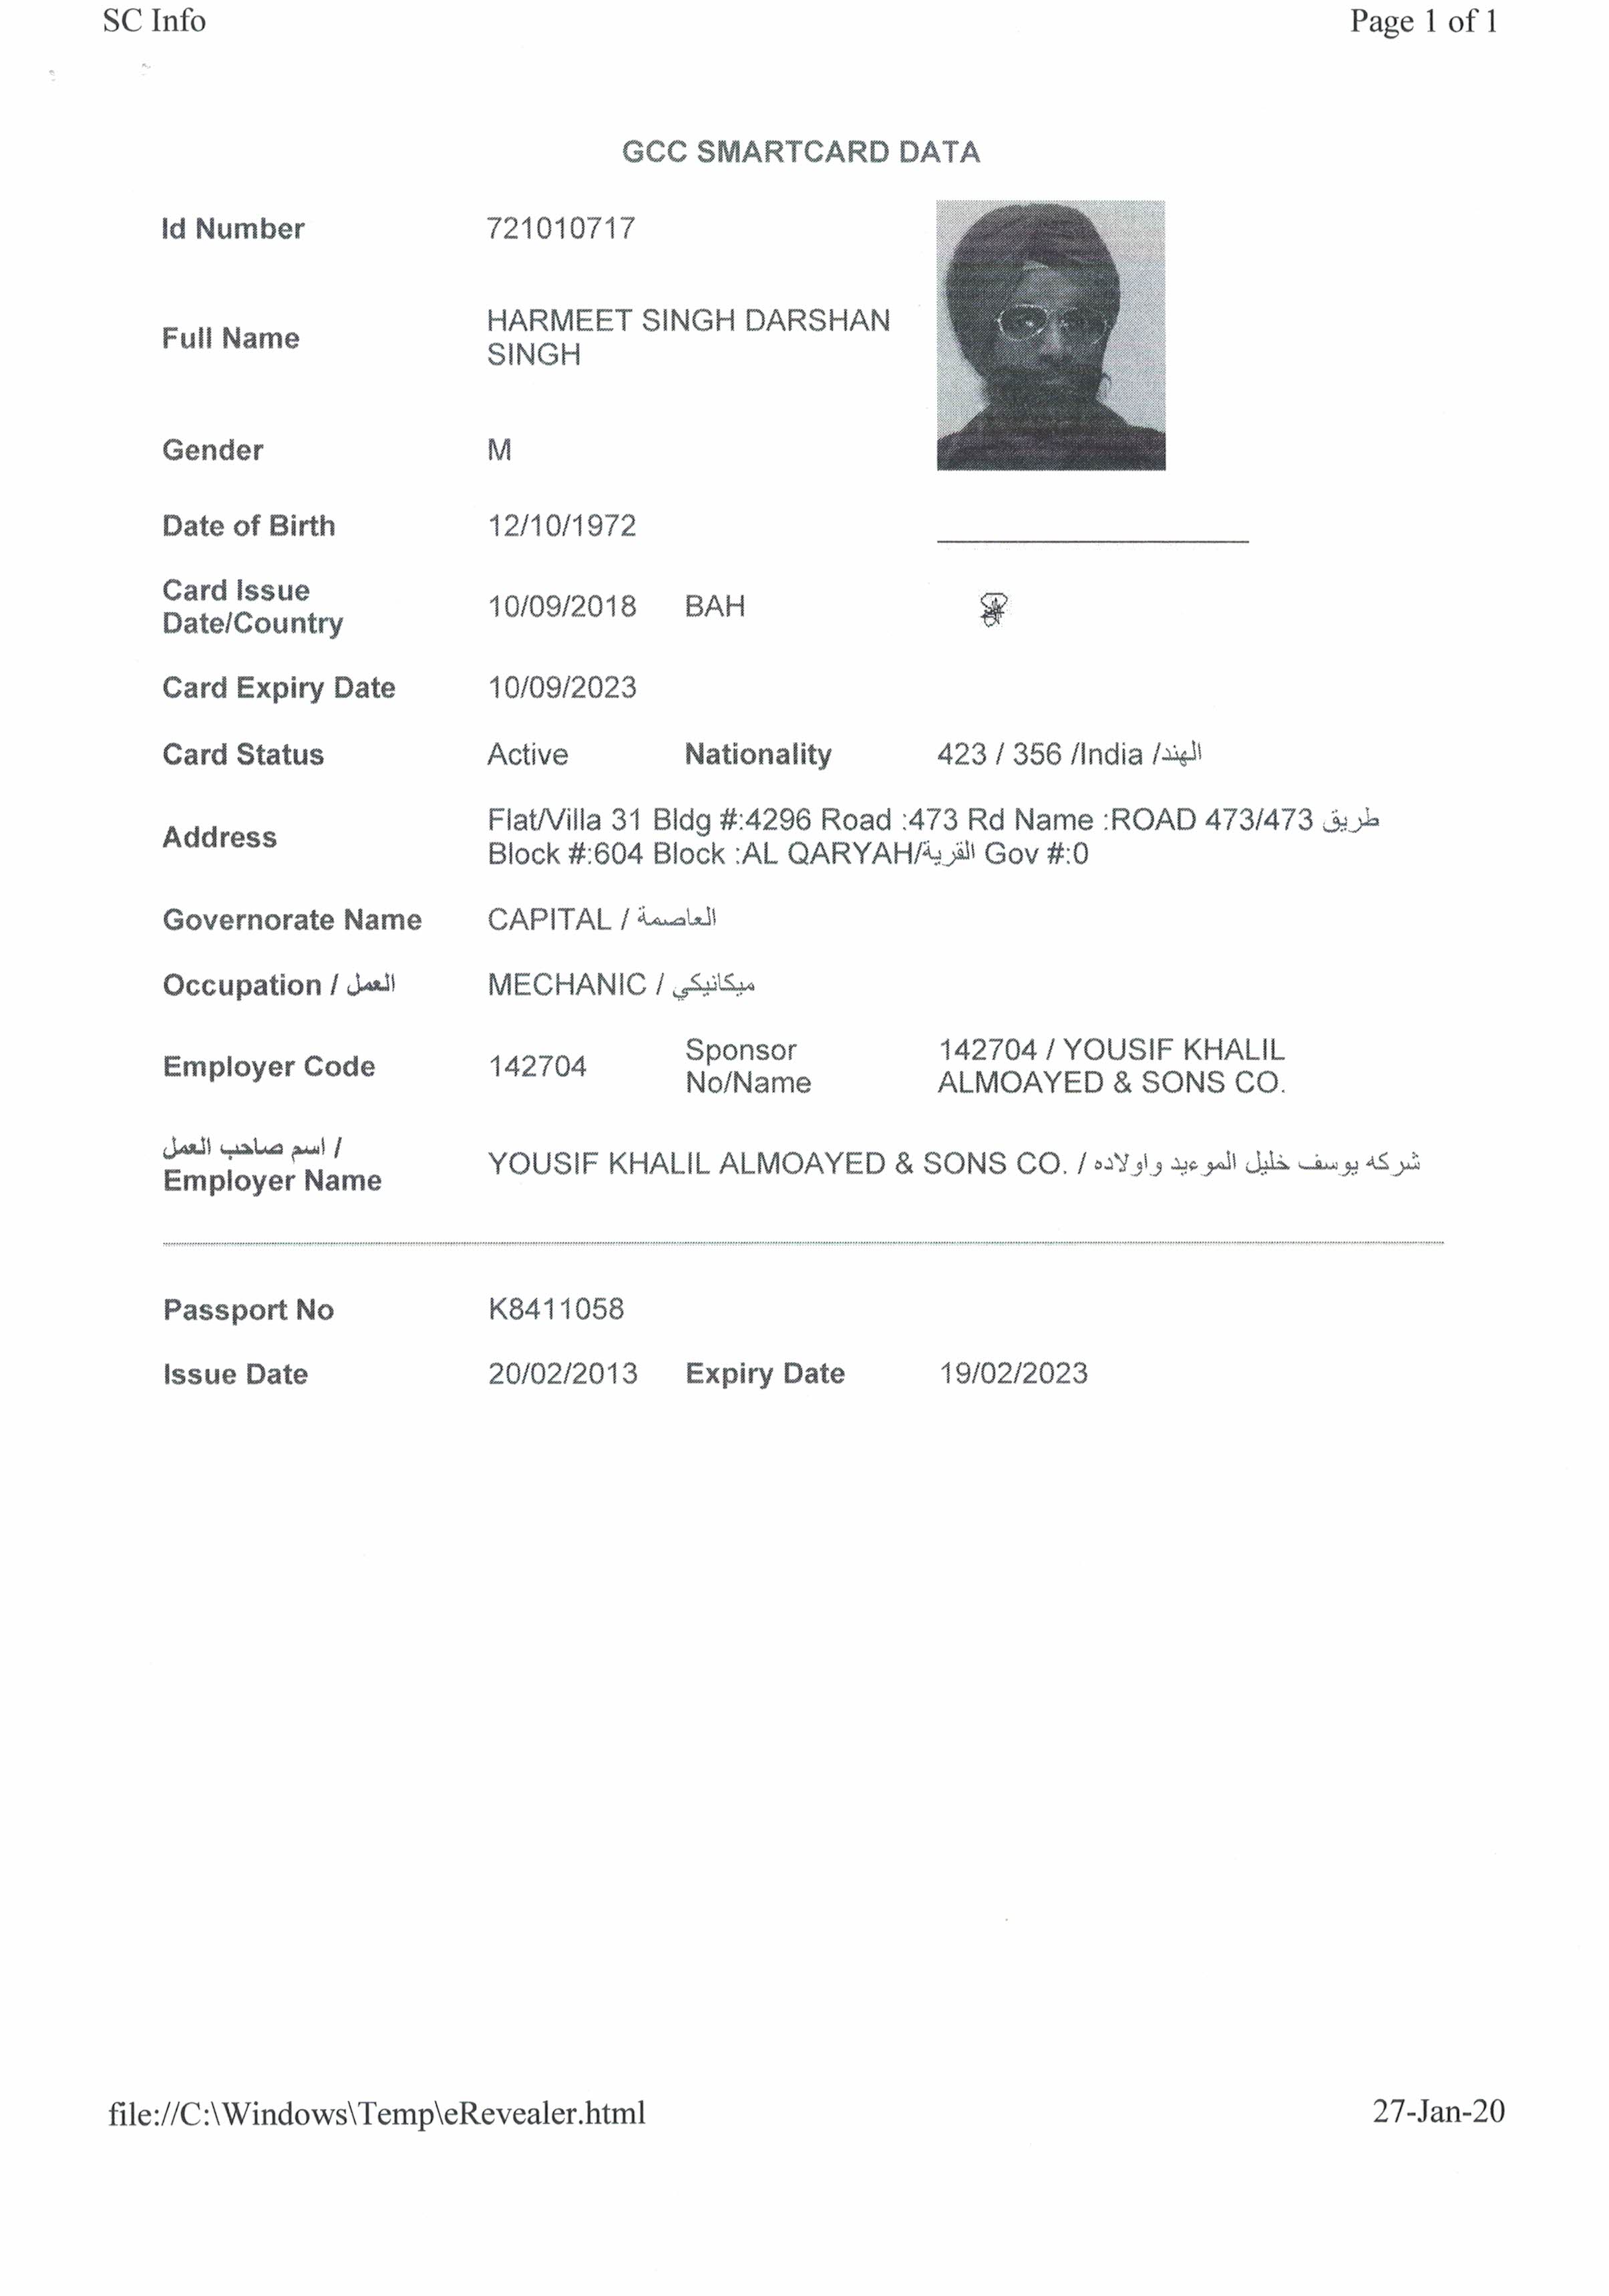 SC Info Page 1 of 1
GCC SMARTCARD DATA
Id Number 721010717
Full Name HARMEET SINGH DARSHAN
SINGH
Gender M
Date of Birth 12/10/1972
Card Issue
Date/Country 10/09/2018 BAH
Card Expiry Date 10/09/2023
Card Status Active Nationality 423 / 356 /India /الهند
Address Flat/Villa 31 Bldg #:4296 Road :473 Rd Name :ROAD 473/473 طريق
Block #:604 Block :AL QARYAH/القرية Gov #:0
Governorate Name CAPITAL / العاصمة
Occupation / العمل MECHANIC / ميكانيكي
Employer Code 142704 Sponsor
No/Name 142704 / YOUSIF KHALIL
ALMOAYED & SONS CO.
اسم صاحب العمل /
Employer Name YOUSIF KHALIL ALMOAYED & SONS CO. / شركه يوسف خليل الموءيد واولاده
Passport No K8411058
Issue Date 20/02/2013 Expiry Date 19/02/2023
file://C:\Windows\Temp\eRevealer.html 27-Jan-20